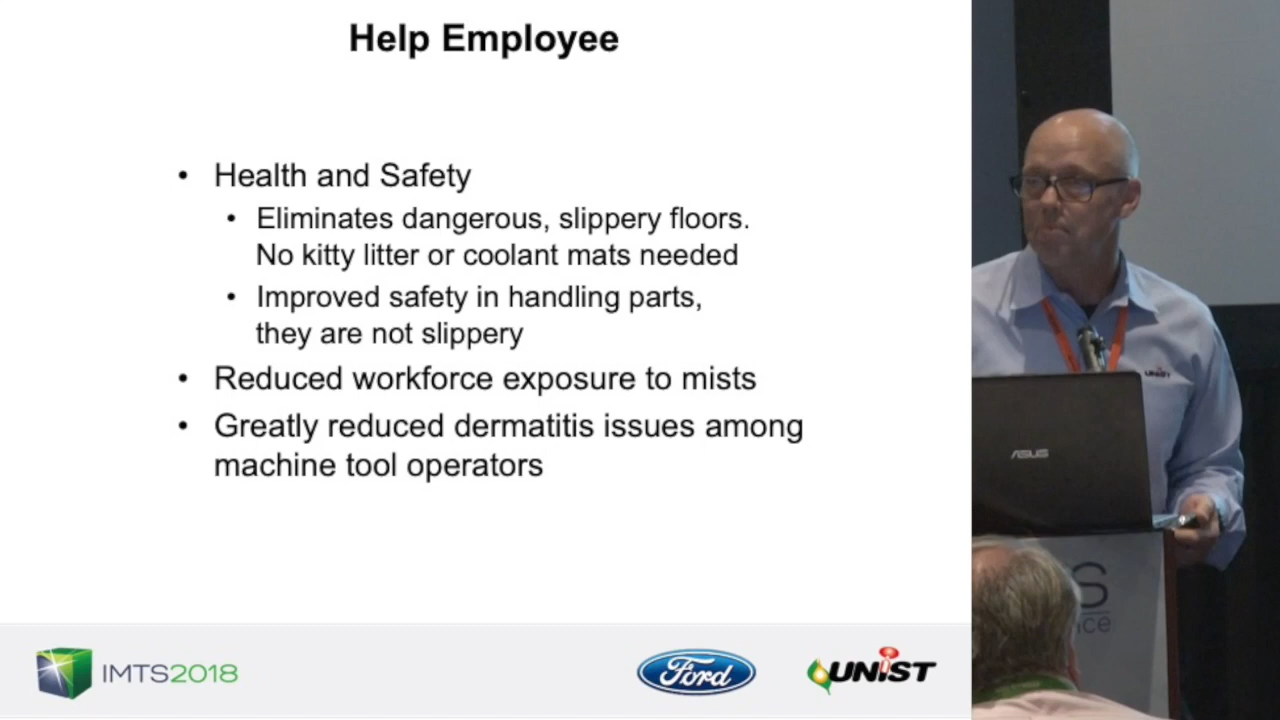 Help Employee
• Health and Safety
• Eliminates dangerous, slippery floors.
No kitty litter or coolant mats needed
• Improved safety in handling parts,
they are not slippery
• Reduced workforce exposure to mists
• Greatly reduced dermatitis issues among
machine tool operators
IMTS2018
Ford
UNIST
UNIST
ASUS